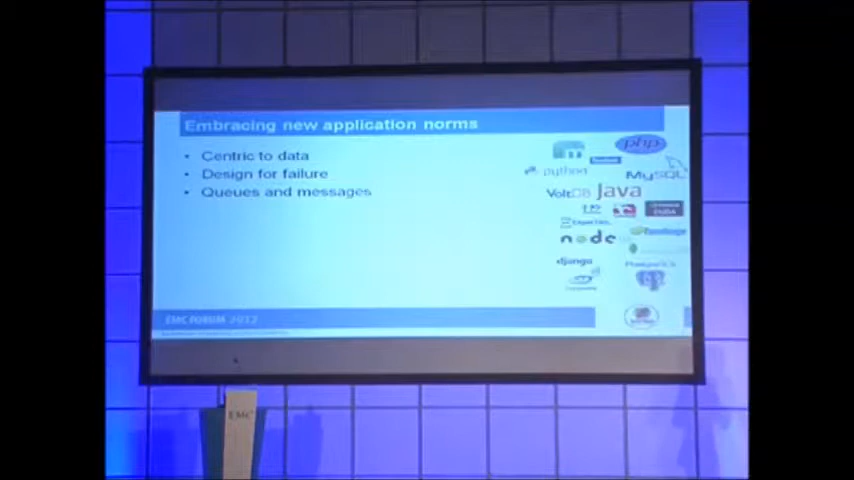 Embracing new application norms
• Centric to data
• Design for failure
• Queues and messages
php
python
MySQL
VoltDB
Java
node
django
PostgreSQL
EMC FORUM 2012
EMC